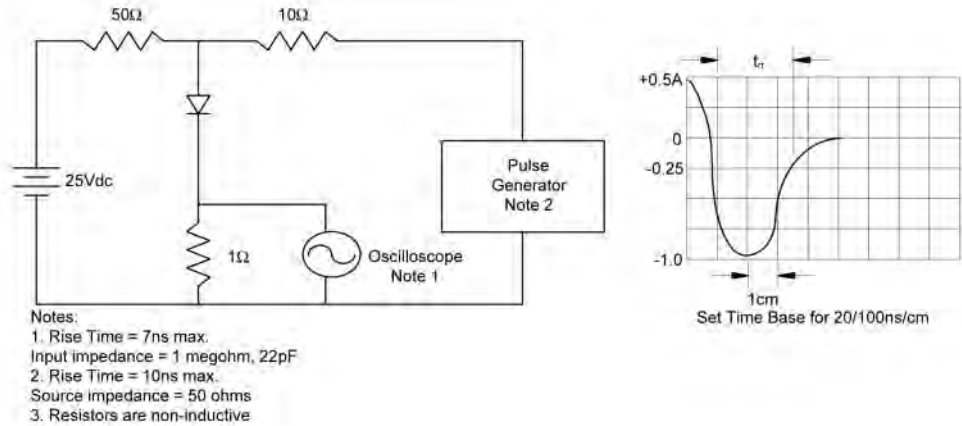 50Ω
10Ω
25Vdc
1Ω
Oscilloscope
Note 1
Pulse
Generator
Note 2
trr
+0.5A
0
-0.25
-1.0
1cm
Set Time Base for 20/100ns/cm
Notes:
1. Rise Time = 7ns max.
Input impedance = 1 megohm, 22pF
2. Rise Time = 10ns max.
Source impedance = 50 ohms
3. Resistors are non-inductive